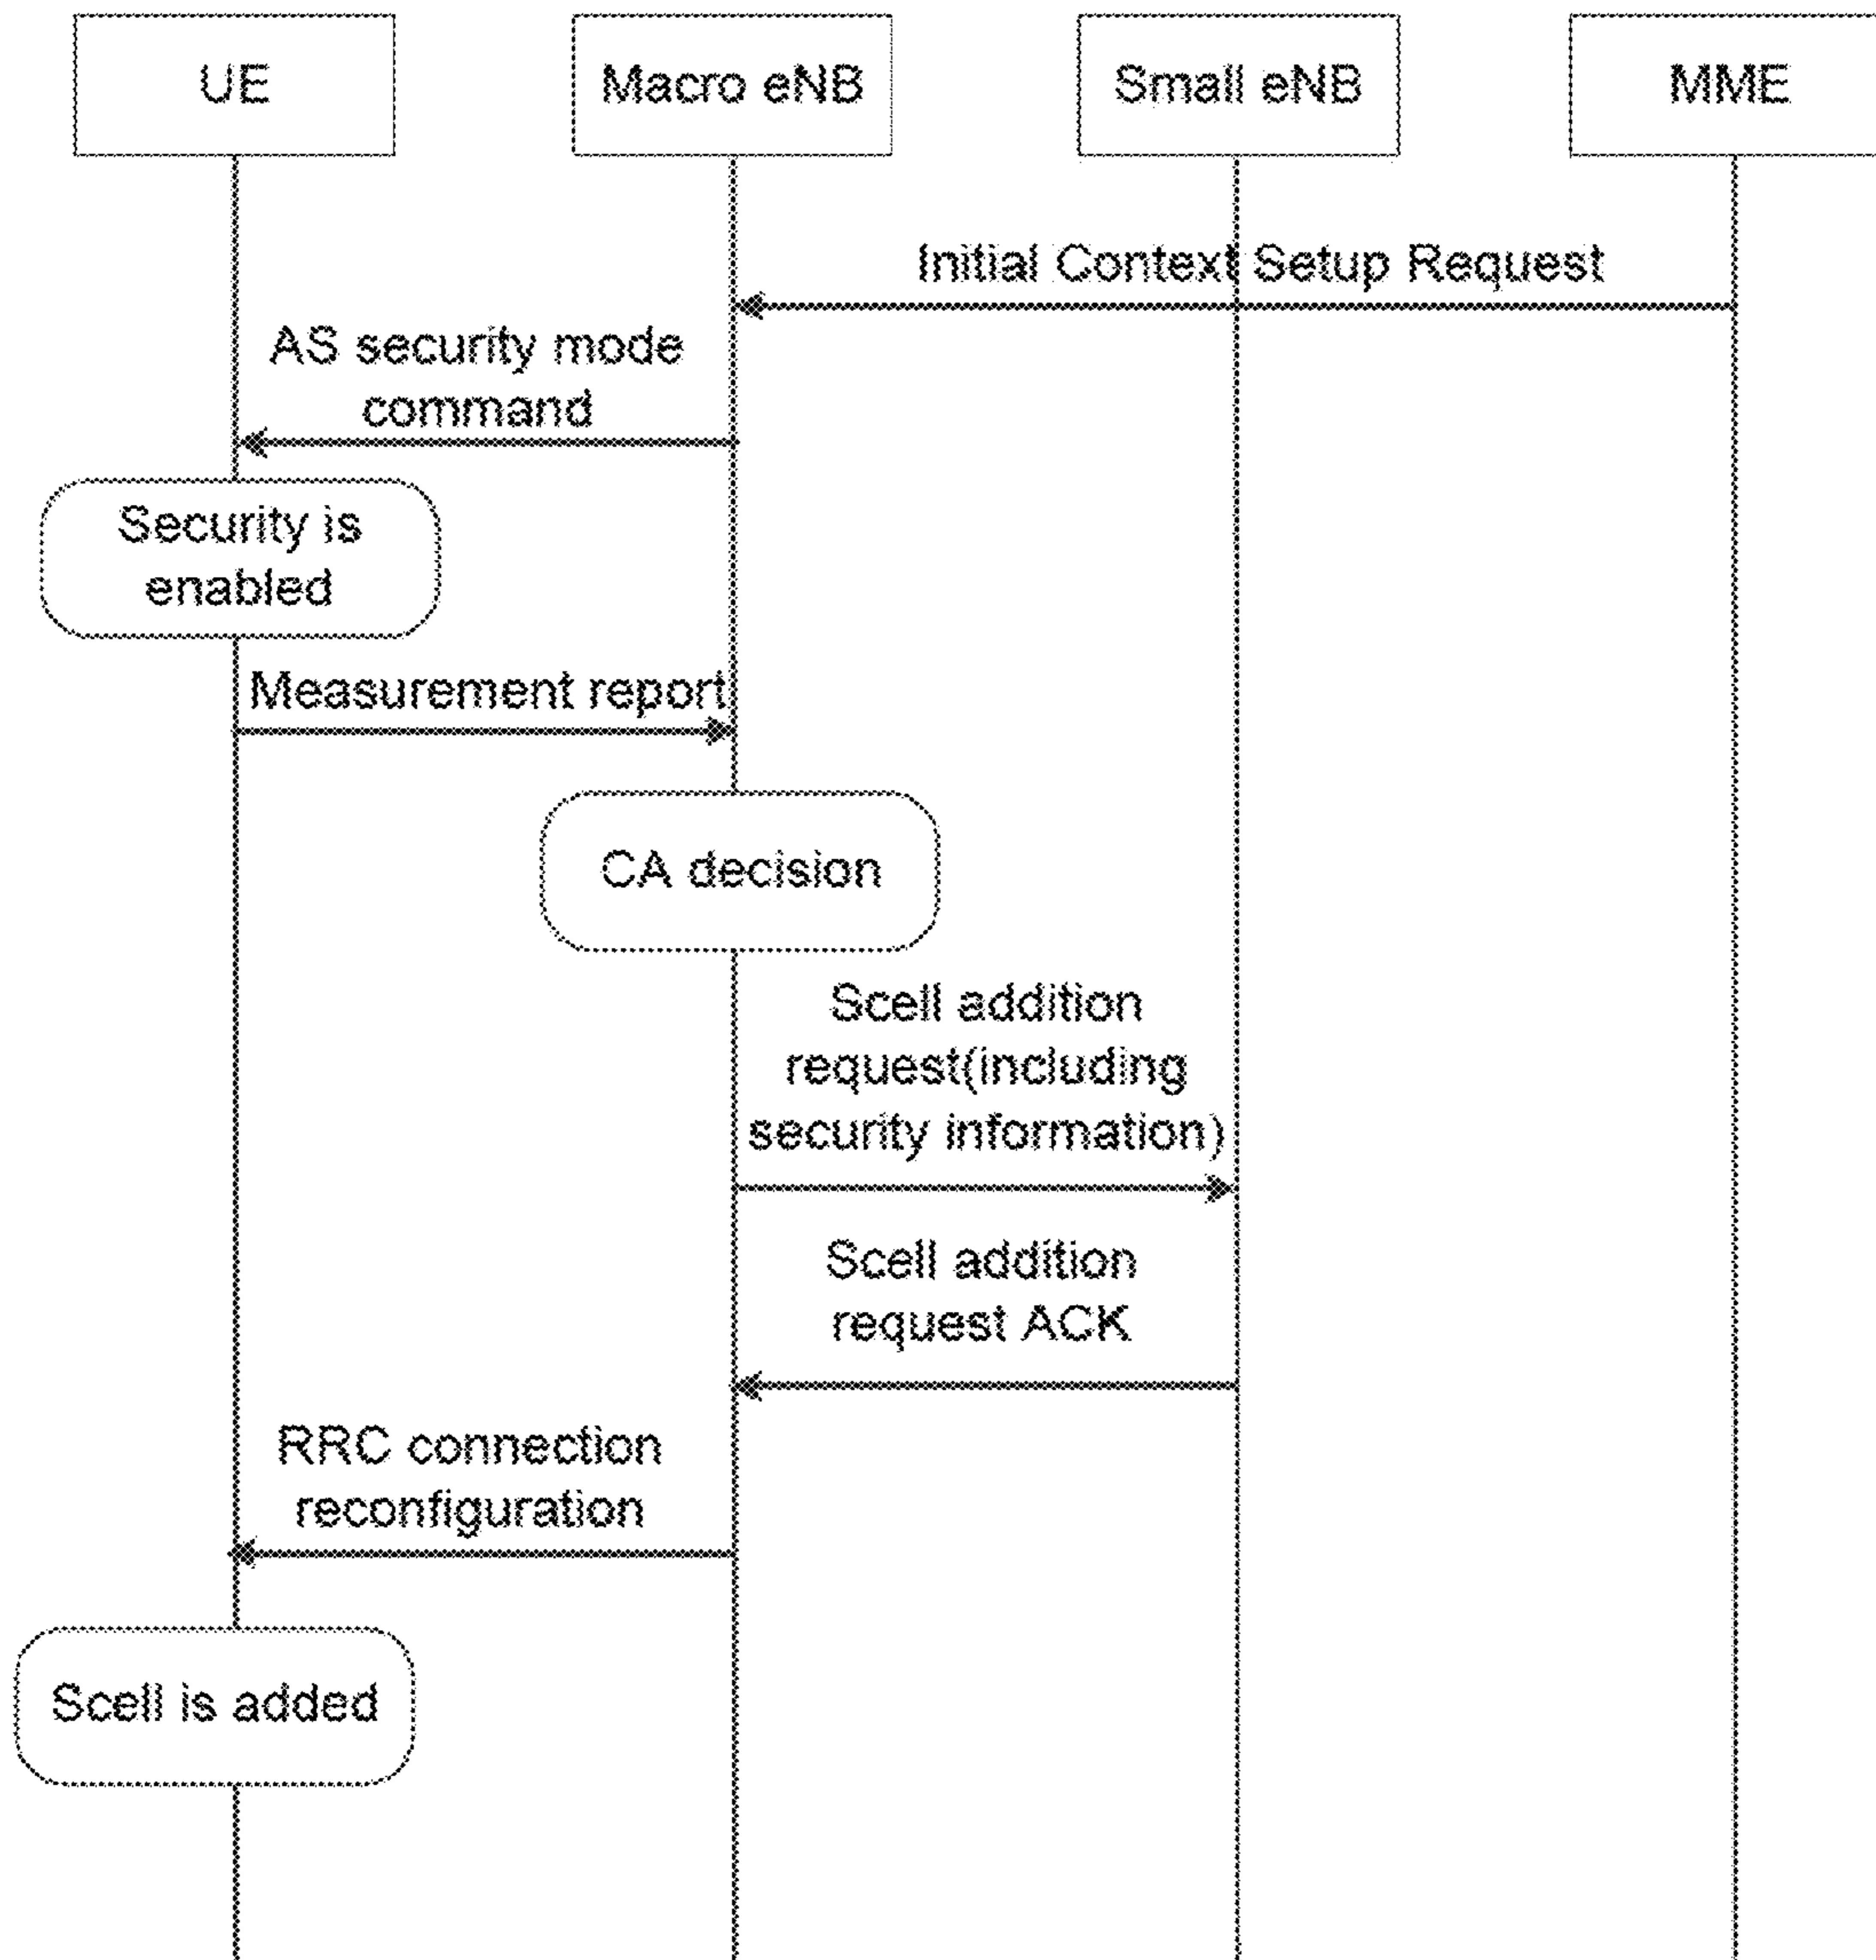 UE
Macro eNB
Small eNB
MME
Initial Context Setup Request
AS security mode
command
Security is
enabled
Measurement report
CA decision
Scell addition
request(including
security information)
Scell addition
request ACK
RRC connection
reconfiguration
Scell is added